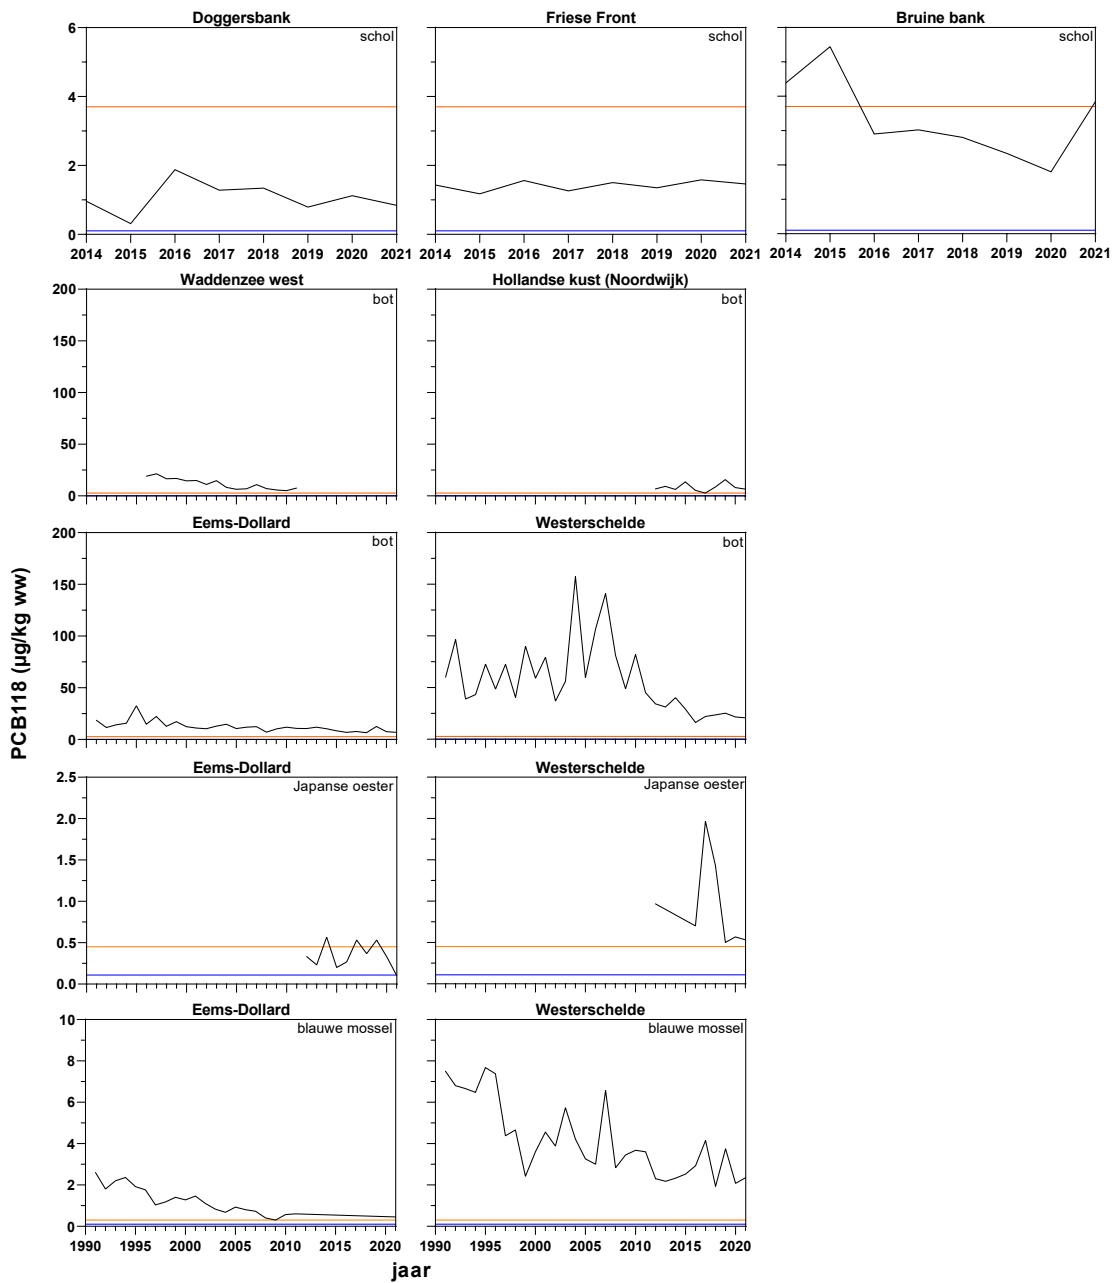 Doggersbank Friese Front Bruine bank
6 schol schol schol
4
2
0
2014 2015 2016 2017 2018 2019 2020 2021 2014 2015 2016 2017 2018 2019 2020 2021 2014 2015 2016 2017 2018 2019 2020 2021
Waddenzee west Hollandse kust (Noordwijk)
200 bot bot
150
100
50
0
Eems-Dollard Westerschelde
200 bot bot
150
100
50
0
PCB118 (µg/kg ww)
Eems-Dollard Westerschelde
2.5 Japanse oester Japanse oester
2.0
1.5
1.0
0.5
0.0
Eems-Dollard Westerschelde
10 blauwe mossel blauwe mossel
8
6
4
2
0
1990 1995 2000 2005 2010 2015 2020 1990 1995 2000 2005 2010 2015 2020
jaar